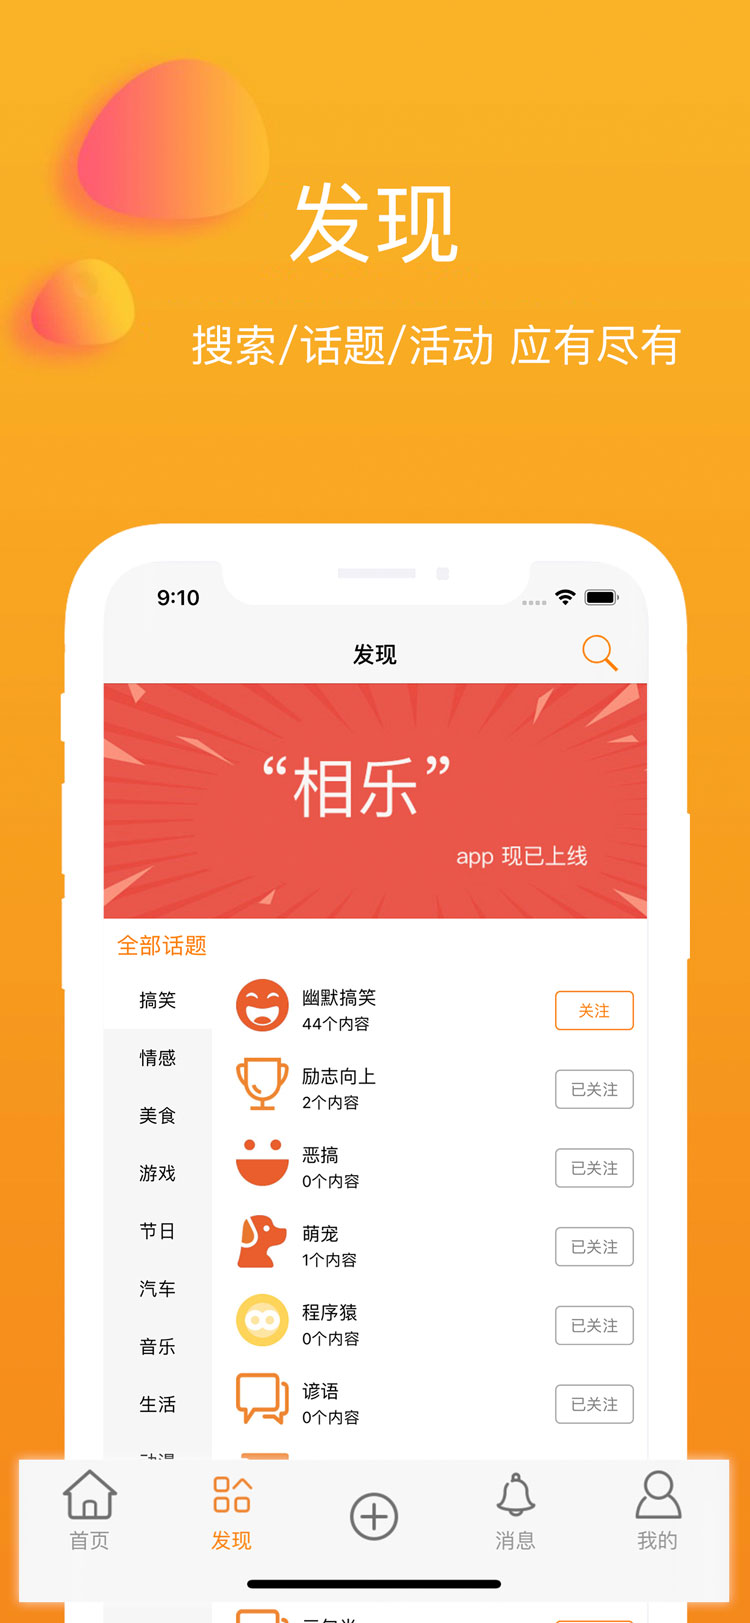 发现
搜索/话题/活动 应有尽有
9:10
发现
“相乐”
app 现已上线
全部话题
搞笑
情感
美食
游戏
节日
汽车
音乐
生活
幽默搞笑
44个内容
关注
励志向上
2个内容
已关注
恶搞
0个内容
已关注
萌宠
1个内容
已关注
程序猿
0个内容
已关注
谚语
0个内容
已关注
首页
发现
消息
我的